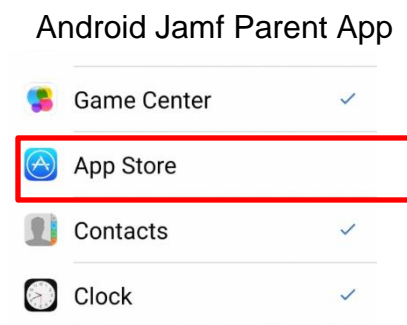 Android Jamf Parent App
Game Center
App Store
Contacts
Clock